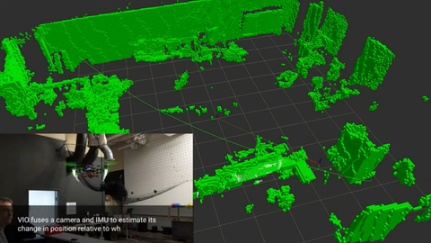 VIO fuses a camera and IMU to estimate its
change in position relative to wh